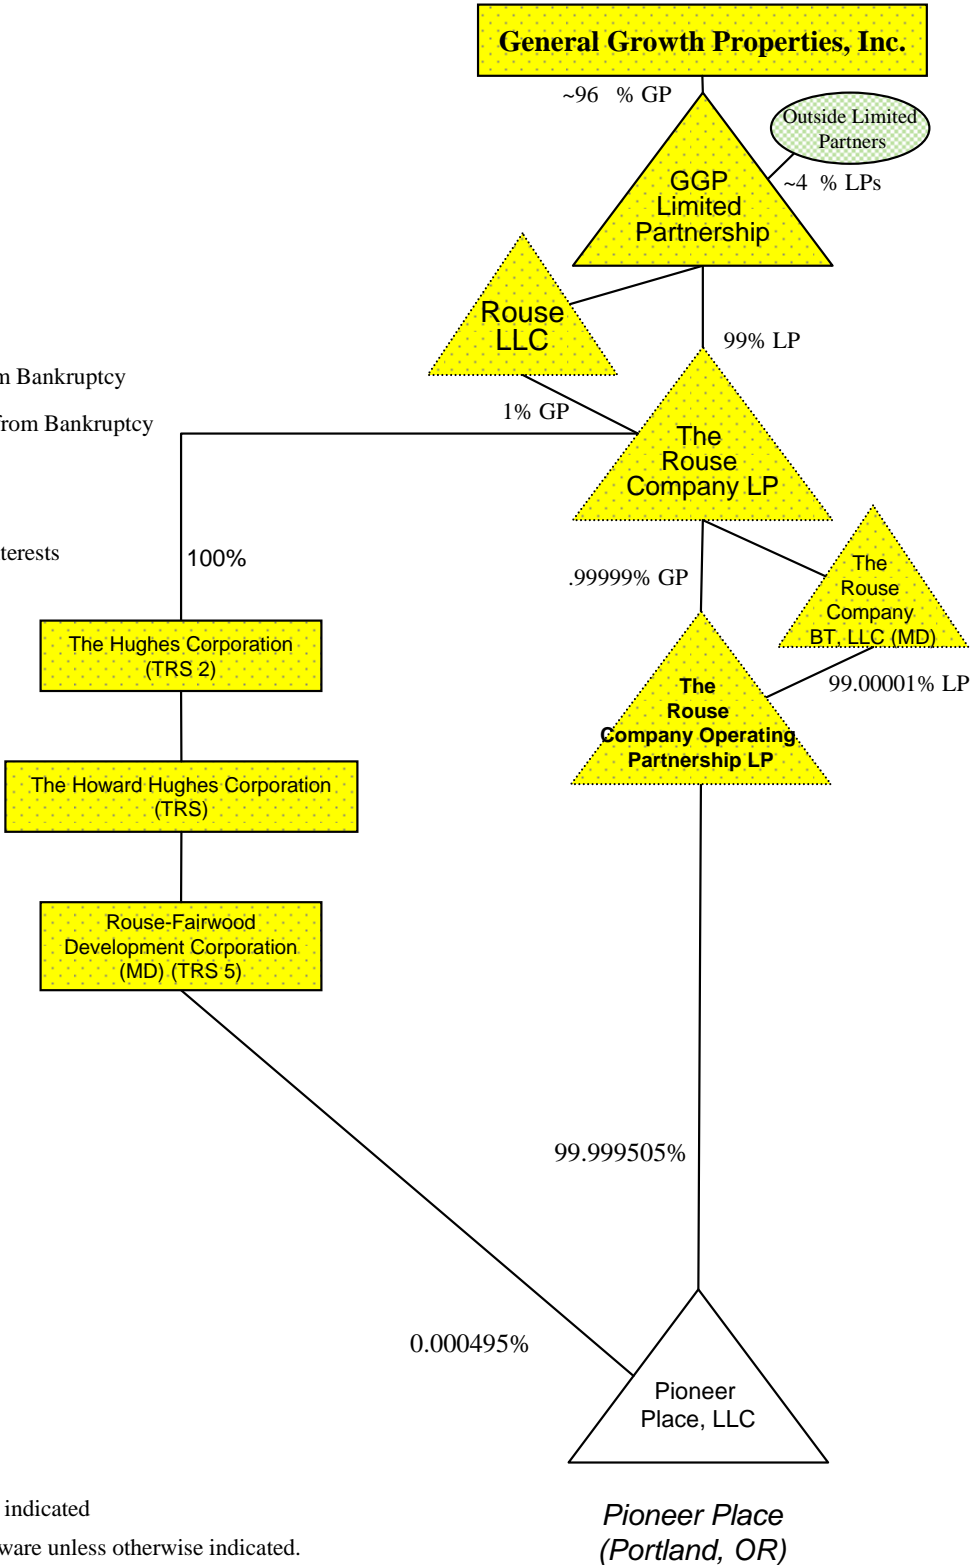 General Growth Properties, Inc.
~96 % GP
Outside Limited
Partners
~4 % LPs
GGP
Limited
Partnership
Rouse
LLC
99% LP
m Bankruptcy
1% GP
from Bankruptcy
The
Rouse
Company LP
terests
100%
.99999% GP
The
Rouse
Company
BT, LLC (MD)
The Hughes Corporation
(TRS 2)
99.00001% LP
The
Rouse
Company Operating
Partnership LP
The Howard Hughes Corporation
(TRS)
Rouse-Fairwood
Development Corporation
(MD) (TRS 5)
99.999505%
0.000495%
Pioneer
Place, LLC
indicated
ware unless otherwise indicated.
Pioneer Place
(Portland, OR)